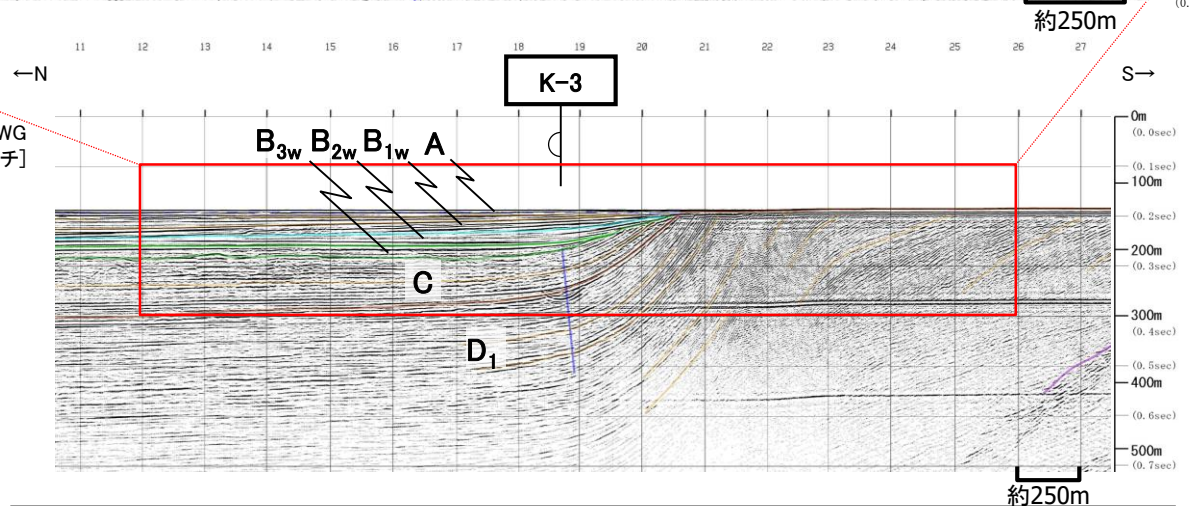 (0.
約250m
11 12 13 14 15 16 17 18 19 20 21 22 23 24 25 26 27
←N
S→
K-3
WG
チ]
B3w B2w B1w A
0m
(0.0sec)
(0.1sec)
100m
(0.2sec)
200m
(0.3sec)
C
300m
(0.4sec)
D1
(0.5sec)
400m
(0.6sec)
500m
(0.7sec)
約250m